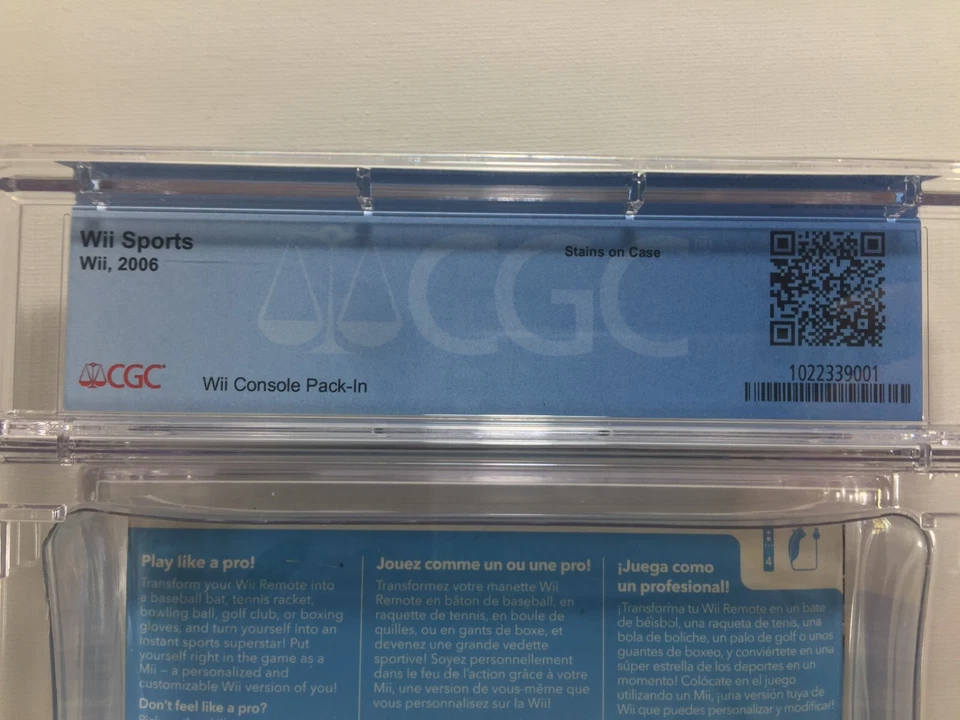 Wii Sports
Wii, 2006
Stains on Case
CGC
CGC
Wii Console Pack-In
1022339001
4
Play like a pro!
Transform your Wii Remote into
a baseball bat, tennis racket,
bowling ball, golf club, or boxing
gloves, and turn yourself into an
instant sports superstar! Put
yourself right in the game as a
Mii – a personalized and
customizable Wii version of you!
Don't feel like a pro?
Jouez comme un ou une pro!
Transformez votre manette Wii
Remote en bâton de baseball, en
raquette de tennis, en boule de
quilles, ou en gants de boxe, et
devenez une grande vedette
sportive! Soyez personnellement
dans le feu de l'action grâce à votre
Mii, une version de vous-même que
vous personnalisez sur la Wii!
¡Juega como
un profesional!
¡Transforma tu Wii Remote en un bate
de béisbol, una raqueta de tenis, una
bola de boliche, un palo de golf o unos
guantes de boxeo, y conviértete en una
súper estrella de los deportes en un
momento! Colócate en el juego
utilizando un Mii, ¡una versión tuya de
Wii que puedes personalizar y modificar!